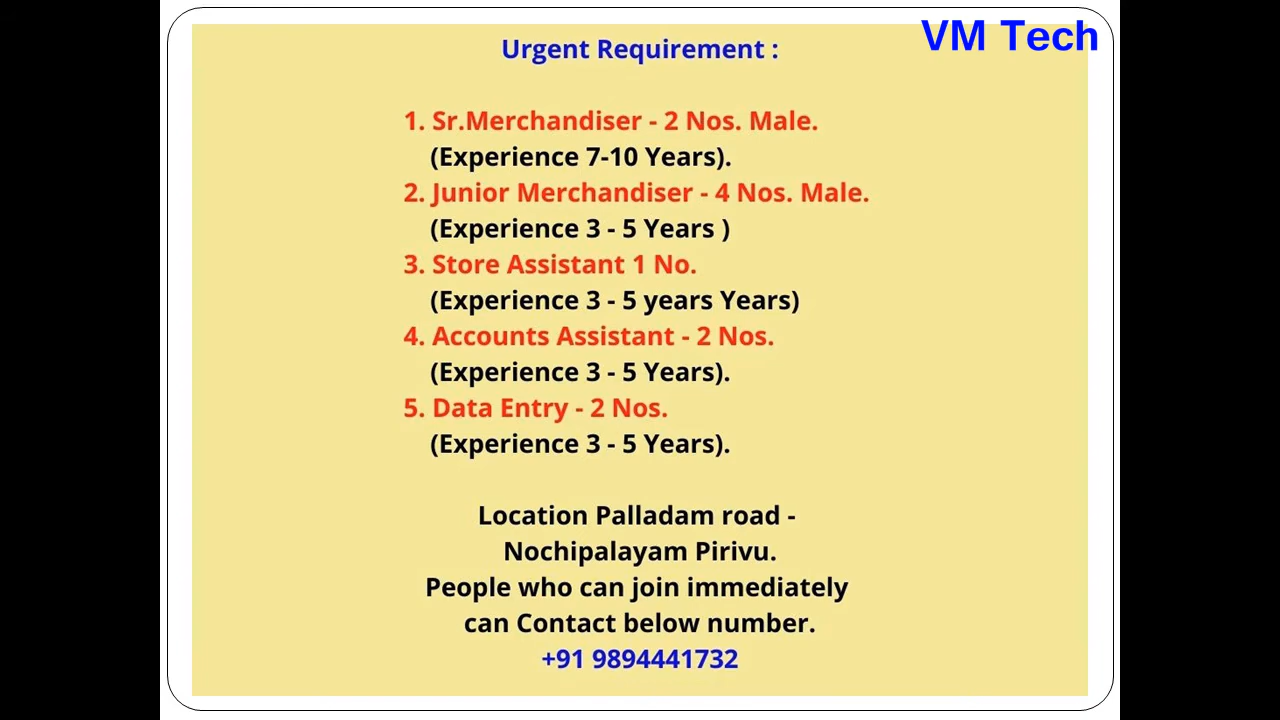 VM Tech
Urgent Requirement :
1. Sr.Merchandiser - 2 Nos. Male.
(Experience 7-10 Years).
2. Junior Merchandiser - 4 Nos. Male.
(Experience 3 - 5 Years )
3. Store Assistant 1 No.
(Experience 3 - 5 years Years)
4. Accounts Assistant - 2 Nos.
(Experience 3 - 5 Years).
5. Data Entry - 2 Nos.
(Experience 3 - 5 Years).
Location Palladam road -
Nochipalayam Pirivu.
People who can join immediately
can Contact below number.
+91 9894441732